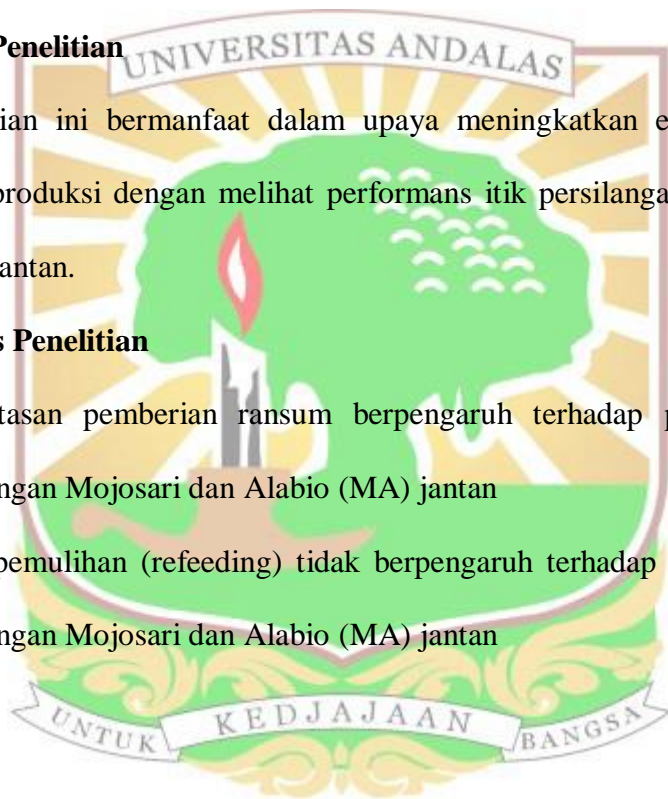 Penelitian
UNIVERSITAS ANDALAS
ian ini bermanfaat dalam upaya meningkatkan e
produksi dengan melihat performans itik persilanga
antan.
s Penelitian
tasan pemberian ransum berpengaruh terhadap p
ngan Mojosari dan Alabio (MA) jantan
pemulihan (refeeding) tidak berpengaruh terhadap
ngan Mojosari dan Alabio (MA) jantan
UNTUK KEDJAJAAN BANGSA